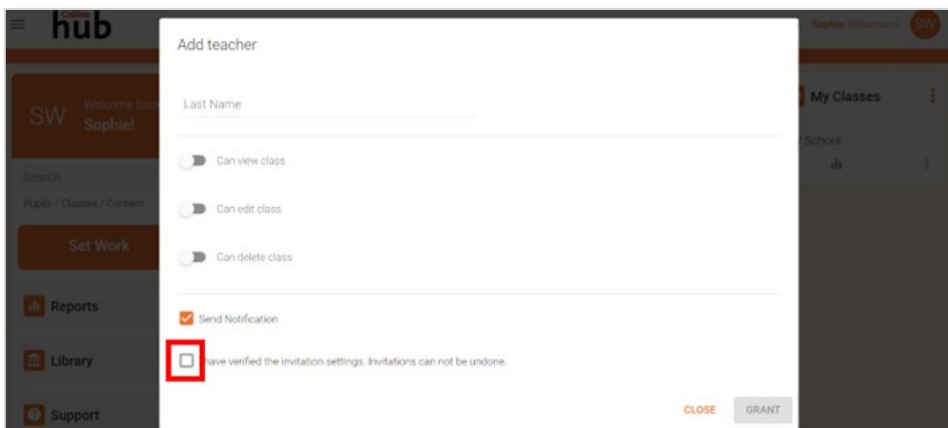 Collins
hub
Sophie Williamson
SW
SW
Welcome back
Sophie!
Search...
Pupils / Classes / Content
Set Work
Reports
Library
Support
Add teacher
Last Name
Can view class
Can edit class
Can delete class
Send Notification
have verified the invitation settings. Invitations can not be undone.
CLOSE
GRANT
My Classes
/ School